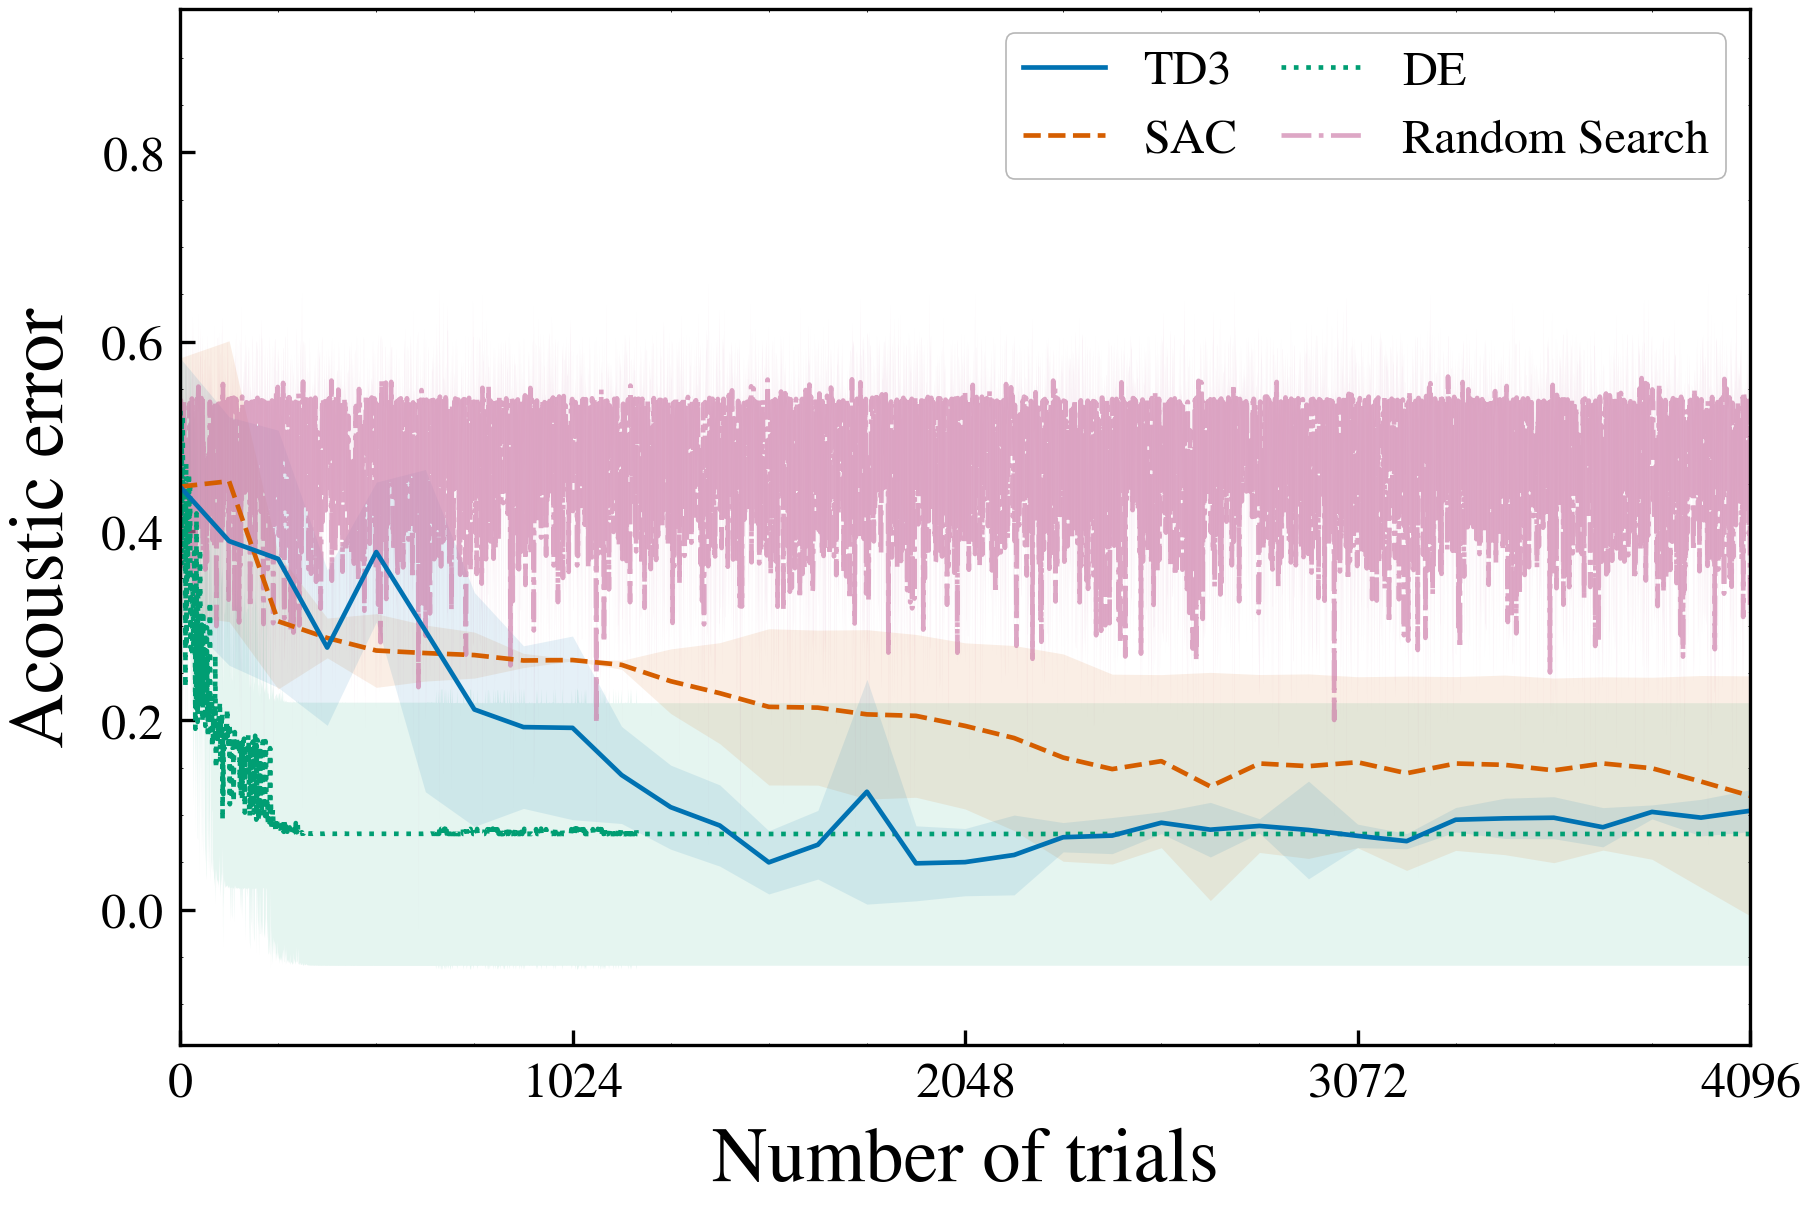 TD3
SAC
DE
Random Search
Acoustic error
0.8
0.6
0.4
0.2
0.0
0
1024
2048
3072
4096
Number of trials